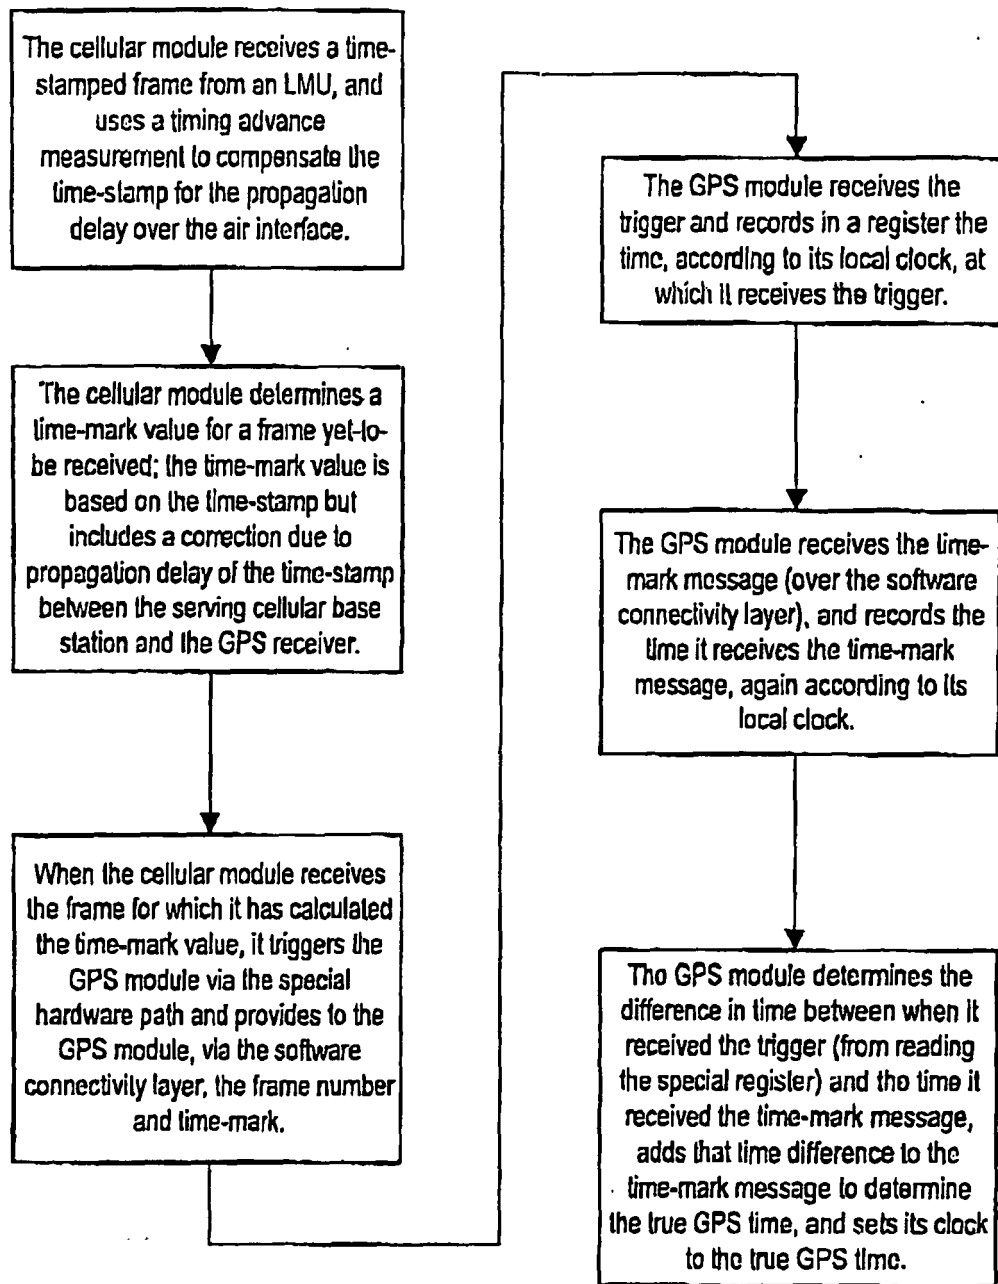 The cellular module receives a time-
stamped frame from an LMU, and
uses a timing advance
measurement to compensate the
time-stamp for the propagation
delay over the air interface.
The cellular module determines a
time-mark value for a frame yet-to-
be received; the time-mark value is
based on the time-stamp but
includes a correction due to
propagation delay of the time-stamp
between the serving cellular base
station and the GPS receiver.
When the cellular module receives
the frame for which it has calculated
the time-mark value, it triggers the
GPS module via the special
hardware path and provides to the
GPS module, via the software
connectivity layer, the frame number
and time-mark.
The GPS module receives the
trigger and records in a register the
time, according to its local clock, at
which it receives the trigger.
The GPS module receives the time-
mark message (over the software
connectivity layer), and records the
time it receives the time-mark
message, again according to its
local clock.
The GPS module determines the
difference in time between when it
received the trigger (from reading
the special register) and the time it
received the time-mark message,
adds that time difference to the
time-mark message to determine
the true GPS time, and sets its clock
to the true GPS time.